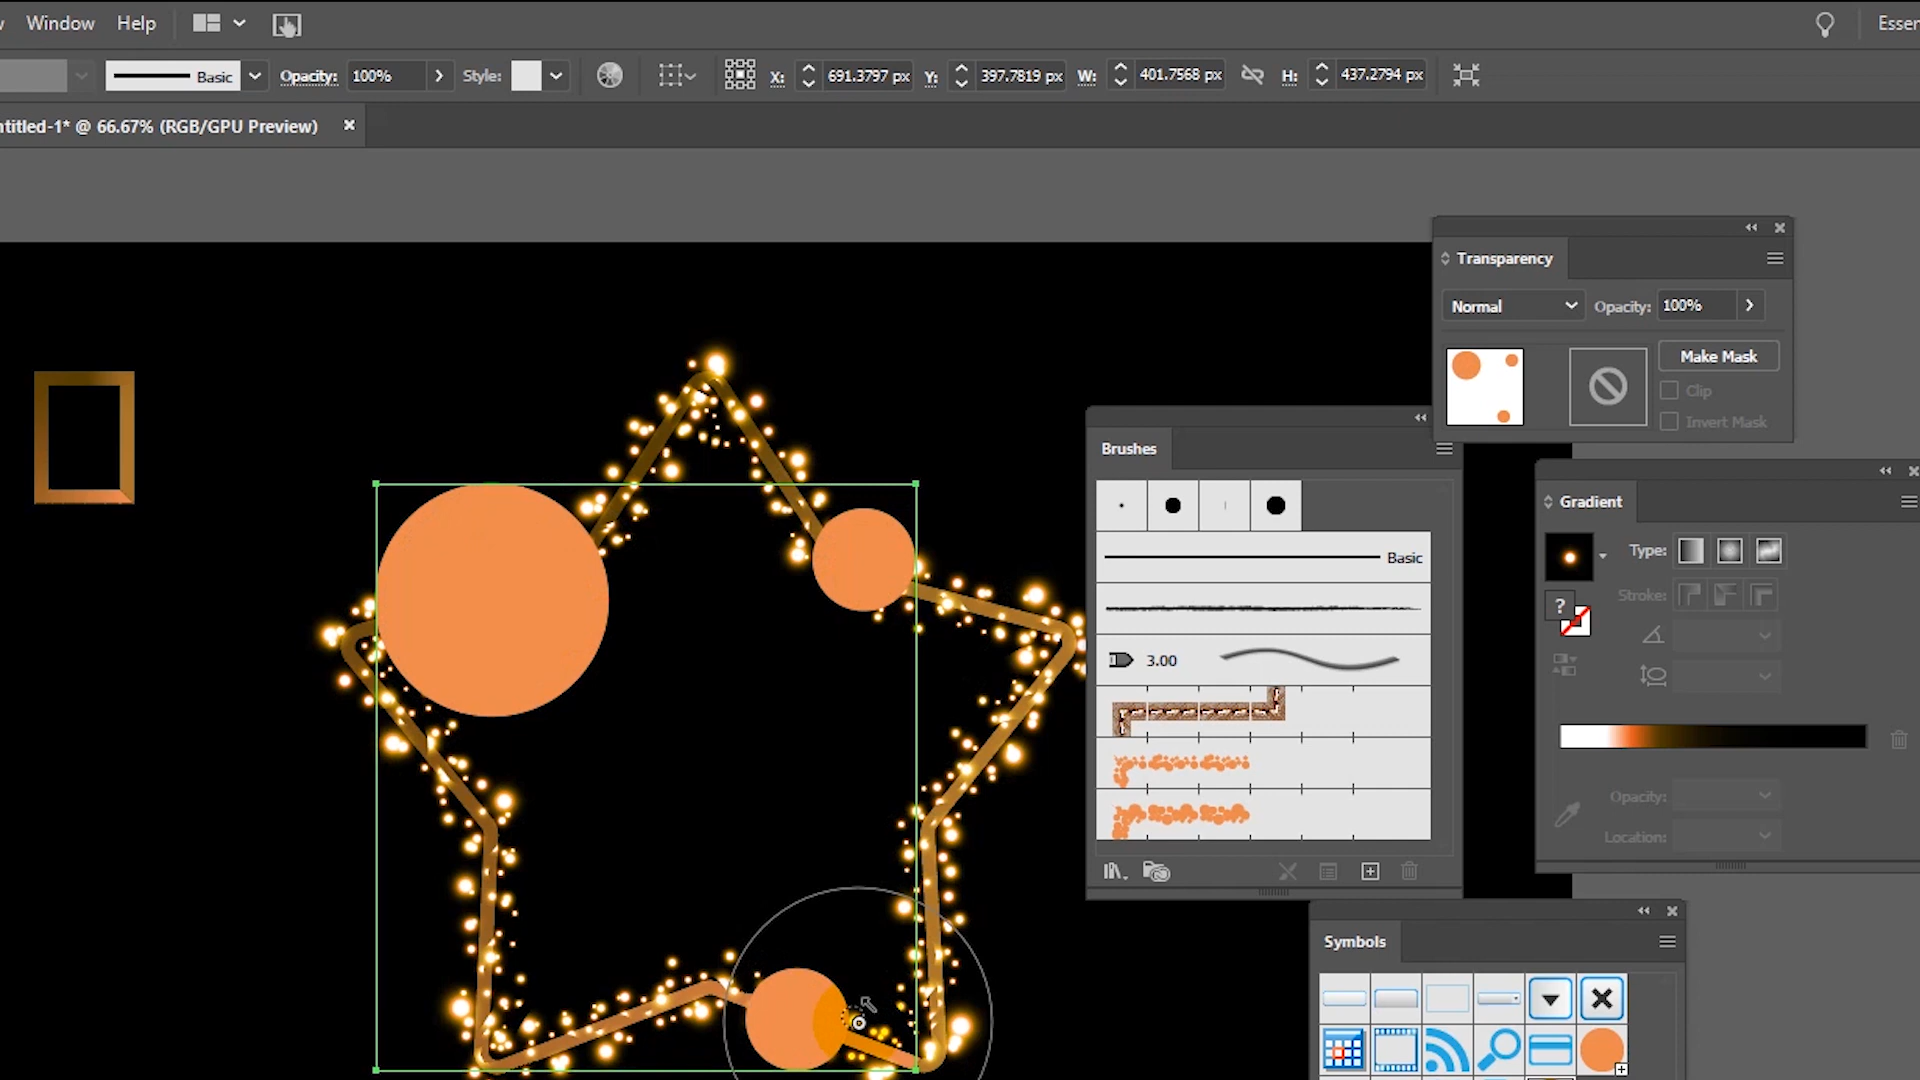 Window Help
Essen
Basic Opacity: 100% Style: X: 691.3797 px Y: 397.7819 px W: 401.7568 px H: 437.2794 px
ntitled-1* @ 66.67% (RGB/GPU Preview)
Transparency
Normal Opacity: 100%
Make Mask
Clip
Invert Mask
Brushes
Basic
3.00
Gradient
Type:
?
Stroke:
Opacity:
Location:
Symbols